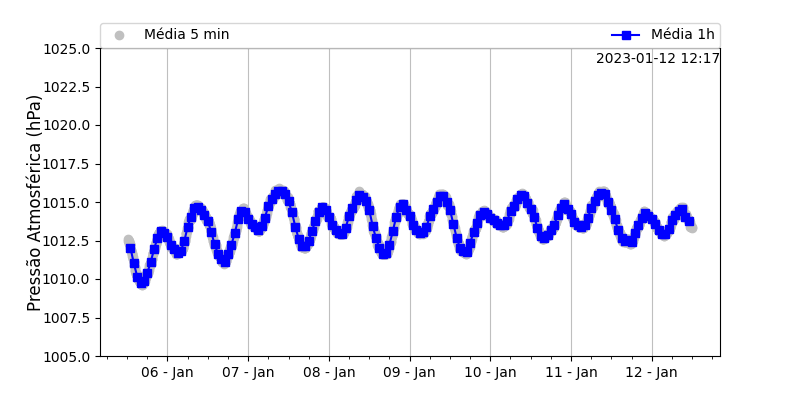 Média 5 min
Média 1h
2023-01-12 12:17
Pressão Atmosférica (hPa)
1025.0
1022.5
1020.0
1017.5
1015.0
1012.5
1010.0
1007.5
1005.0
06 - Jan
07 - Jan
08 - Jan
09 - Jan
10 - Jan
11 - Jan
12 - Jan